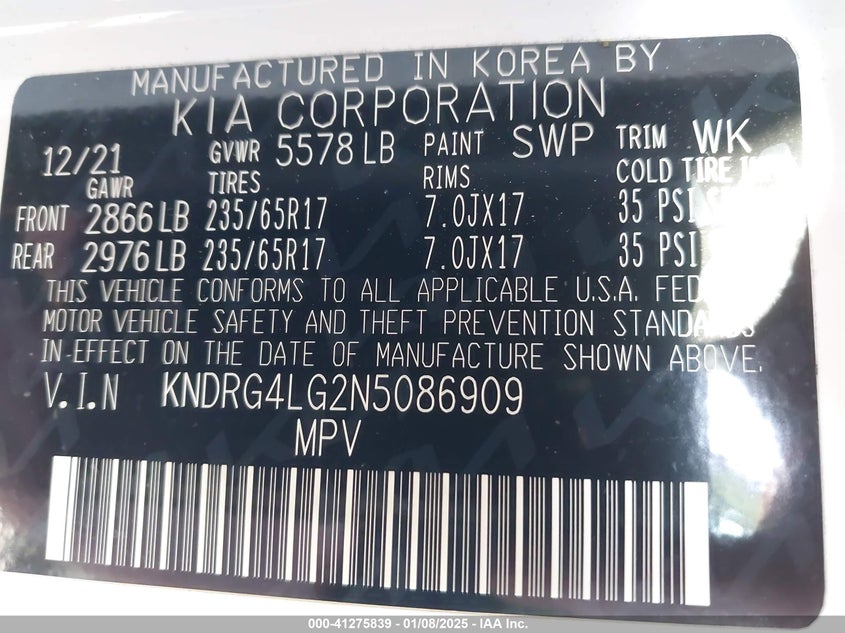 MANUFACTURED IN KOREA BY
KIA CORPORATION
12/21 GVWR 5578 LB PAINT SWP TRIM WK
GAWR TIRES RIMS COLD TIRE
FRONT 2866 LB 235/65R17 7.0JX17 35 PSI
REAR 2976 LB 235/65R17 7.0JX17 35 PSI
THIS VEHICLE CONFORMS TO ALL APPLICABLE U.S.A.
MOTOR VEHICLE SAFETY AND THEFT PREVENTION STANDARDS
IN EFFECT ON THE DATE OF MANUFACTURE SHOWN ABOVE.
V.I.N KNDRG4LG2N5086909
MPV
000-41275839 - 01/08/2025 - IAA Inc.